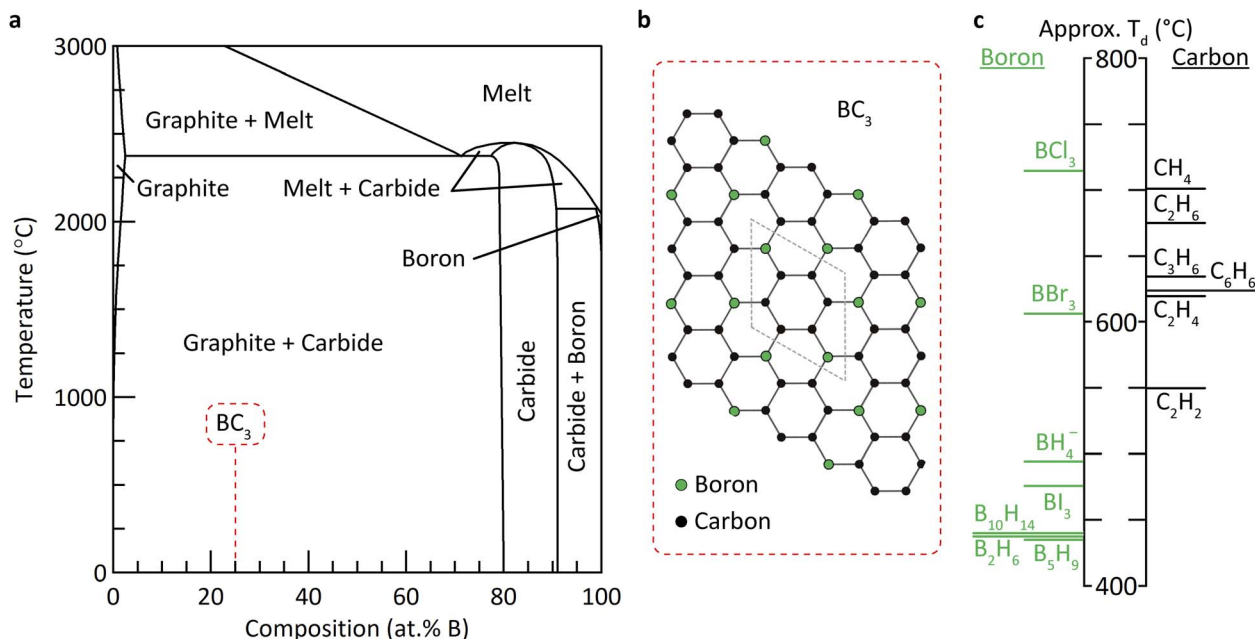 a
3000
2000
1000
0
Temperature (°C)
Graphite + Melt
Melt
Graphite
Melt + Carbide
Boron
Graphite + Carbide
BC₃
Carbide
Carbide + Boron
0 20 40 60 80 100
Composition (at.% B)
b
BC₃
Boron
Carbon
c
Approx. T_d (°C)
Boron
Carbon
800
600
400
BCl₃
BBr₃
BH₄⁻
BI₃
B₁₀H₁₄
B₂H₆
B₅H₉
CH₄
C₂H₆
C₃H₆
C₆H₆
C₂H₄
C₂H₂